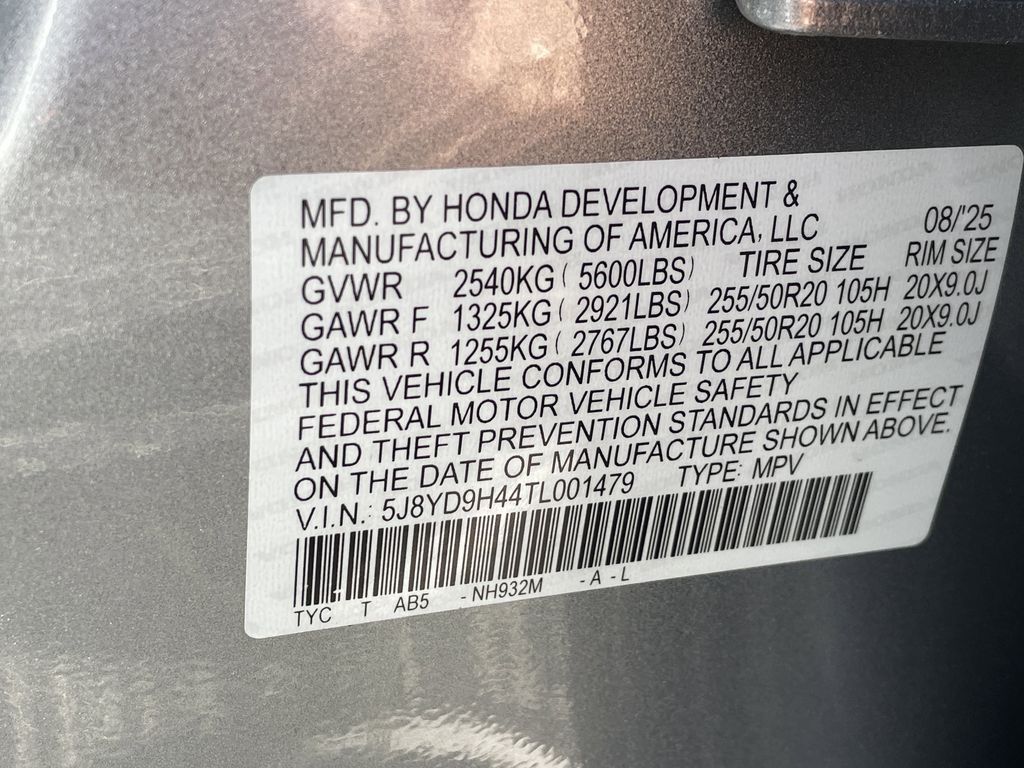 MFD. BY HONDA DEVELOPMENT &
MANUFACTURING OF AMERICA, LLC 08/'25
GVWR 2540KG ( 5600LBS) TIRE SIZE RIM SIZE
GAWR F 1325KG ( 2921LBS) 255/50R20 105H 20X9.0J
GAWR R 1255KG ( 2767LBS) 255/50R20 105H 20X9.0J
THIS VEHICLE CONFORMS TO ALL APPLICABLE
FEDERAL MOTOR VEHICLE SAFETY
AND THEFT PREVENTION STANDARDS IN EFFECT
ON THE DATE OF MANUFACTURE SHOWN ABOVE.
V.I.N.: 5J8YD9H44TL001479 TYPE: MPV
TYC T AB5 - NH932M - A - L